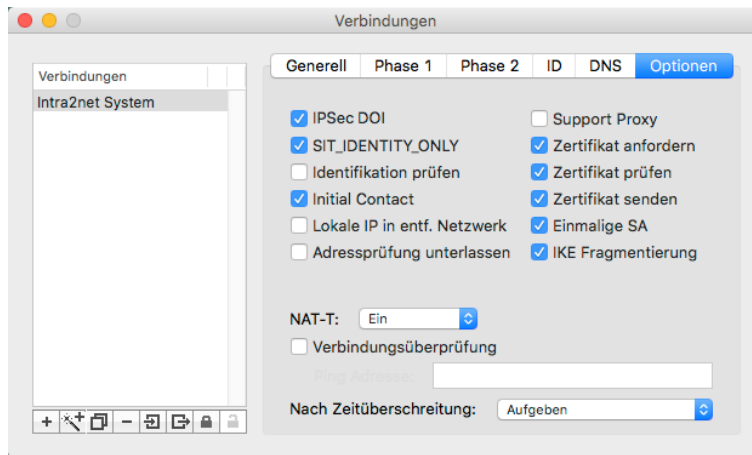 Verbindungen
Verbindungen
Intra2net System
Generell Phase 1 Phase 2 ID DNS Optionen
IPSec DOI
SIT_IDENTITY_ONLY
Identifikation prüfen
Initial Contact
Lokale IP in entf. Netzwerk
Adressprüfung unterlassen
Support Proxy
Zertifikat anfordern
Zertifikat prüfen
Zertifikat senden
Einmalige SA
IKE Fragmentierung
NAT-T: Ein
Verbindungsüberprüfung
Ping Adresse:
Nach Zeitüberschreitung: Aufgeben